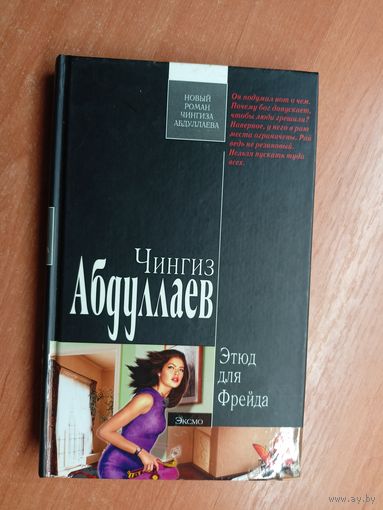 НОВЫЙ
РОМАН
ЧИНГИЗА
АБДУЛЛАЕВА
Он подумал вот о чем.
Почему бог допускает,
чтобы люди грешили?
Наверное, у него в раю
места ограничены. Рай
ведь не резиновый.
Нельзя пускать туда
всех.
Чингиз
Абдуллаев
Этюд
для
Фрейда
Эксмо
www.ay.by